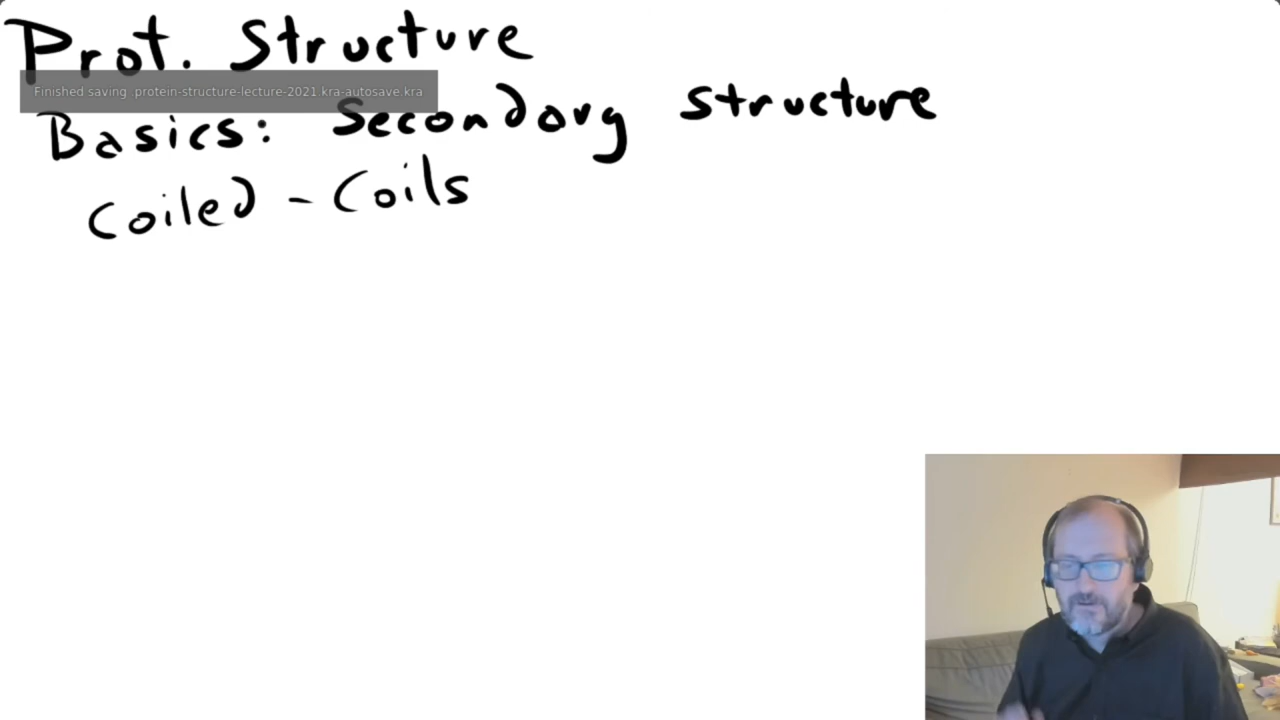 Prot. Structure
Finished saving .protein-structure-lecture-2021.kra-autosave.kra
Basics: Secondary structure
Coiled - Coils